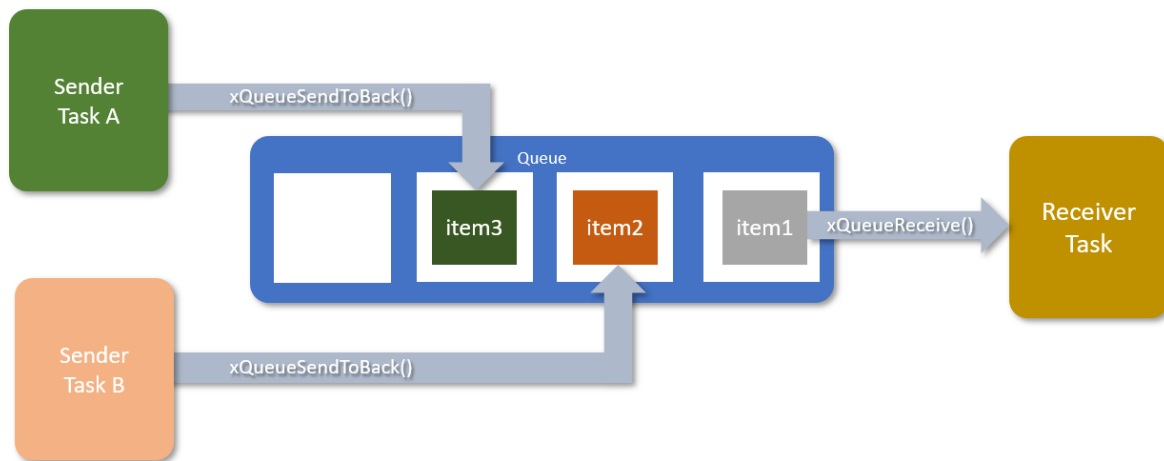 Sender
Task A
xQueueSendToBack()
Queue
item3
item2
item1
xQueueReceive()
Receiver
Task
Sender
Task B
xQueueSendToBack()